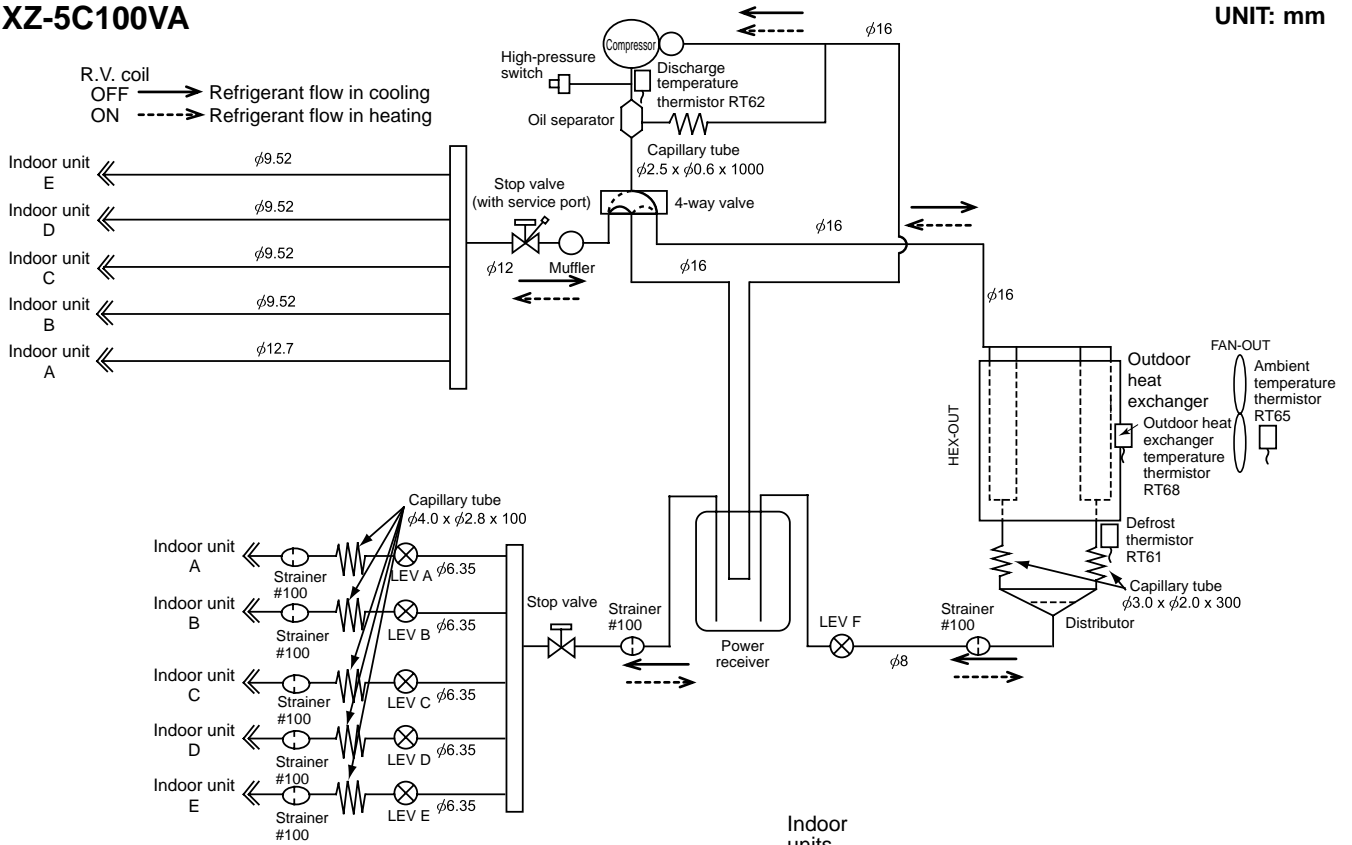 XZ-5C100VA
UNIT: mm
R.V. coil
OFF
Refrigerant flow in cooling
ON
Refrigerant flow in heating
Compressor
High-pressure
switch
Discharge
temperature
thermistor RT62
Oil separator
Capillary tube
ϕ2.5 x ϕ0.6 x 1000
ϕ16
4-way valve
Stop valve
(with service port)
ϕ12
Muffler
ϕ16
ϕ16
ϕ16
Indoor unit
E
ϕ9.52
Indoor unit
D
ϕ9.52
Indoor unit
C
ϕ9.52
Indoor unit
B
ϕ9.52
Indoor unit
A
ϕ12.7
HEX-OUT
Outdoor
heat
exchanger
FAN-OUT
Ambient
temperature
thermistor
RT65
Outdoor heat
exchanger
temperature
thermistor
RT68
Defrost
thermistor
RT61
Capillary tube
ϕ3.0 x ϕ2.0 x 300
Distributor
Strainer
#100
ϕ8
LEV F
Power
receiver
Strainer
#100
Stop valve
Capillary tube
ϕ4.0 x ϕ2.8 x 100
Indoor unit
A
Strainer
#100
LEV A
ϕ6.35
Indoor unit
B
Strainer
#100
LEV B
ϕ6.35
Indoor unit
C
Strainer
#100
LEV C
ϕ6.35
Indoor unit
D
Strainer
#100
LEV D
ϕ6.35
Indoor unit
E
Strainer
#100
LEV E
ϕ6.35
Indoor
units